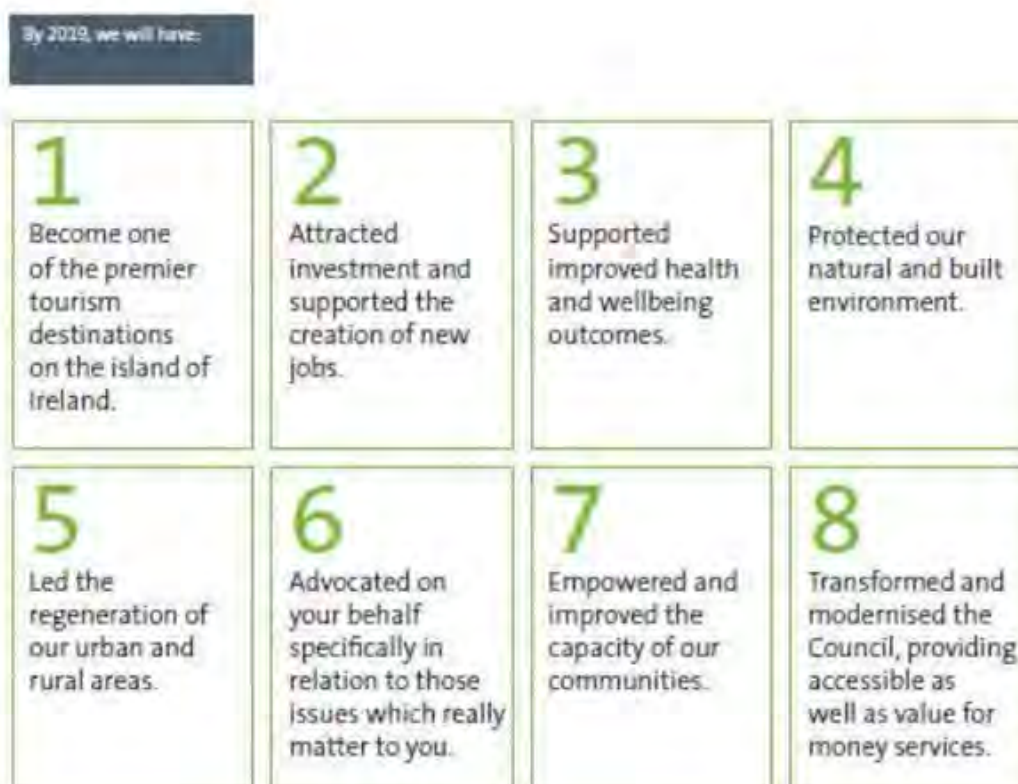 By 2019, we will have:
1
Become one
of the premier
tourism
destinations
on the island of
Ireland.
2
Attracted
investment and
supported the
creation of new
jobs.
3
Supported
improved health
and wellbeing
outcomes.
4
Protected our
natural and built
environment.
5
Led the
regeneration of
our urban and
rural areas.
6
Advocated on
your behalf
specifically in
relation to those
issues which really
matter to you.
7
Empowered and
improved the
capacity of our
communities.
8
Transformed and
modernised the
Council, providing
accessible as
well as value for
money services.